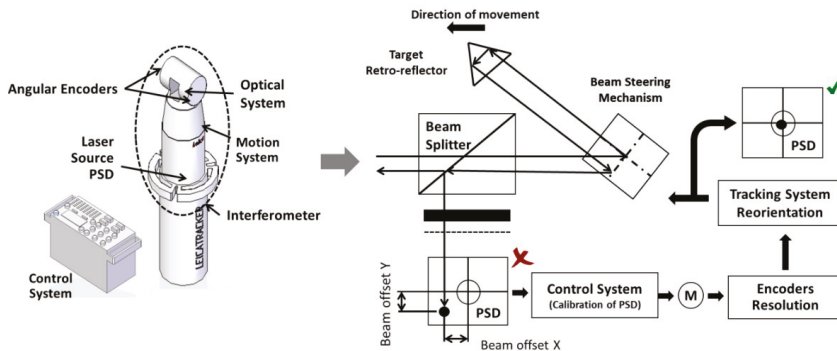 Angular Encoders
Optical
System
Laser
Source
PSD
Motion
System
Interferometer
LEICATRACKER
Control
System
Direction of movement
Target
Retro-reflector
Beam Steering
Mechanism
Beam
Splitter
PSD
Tracking System
Reorientation
Beam offset Y
PSD
Beam offset X
Control System
(Calibration of PSD)
M
Encoders
Resolution